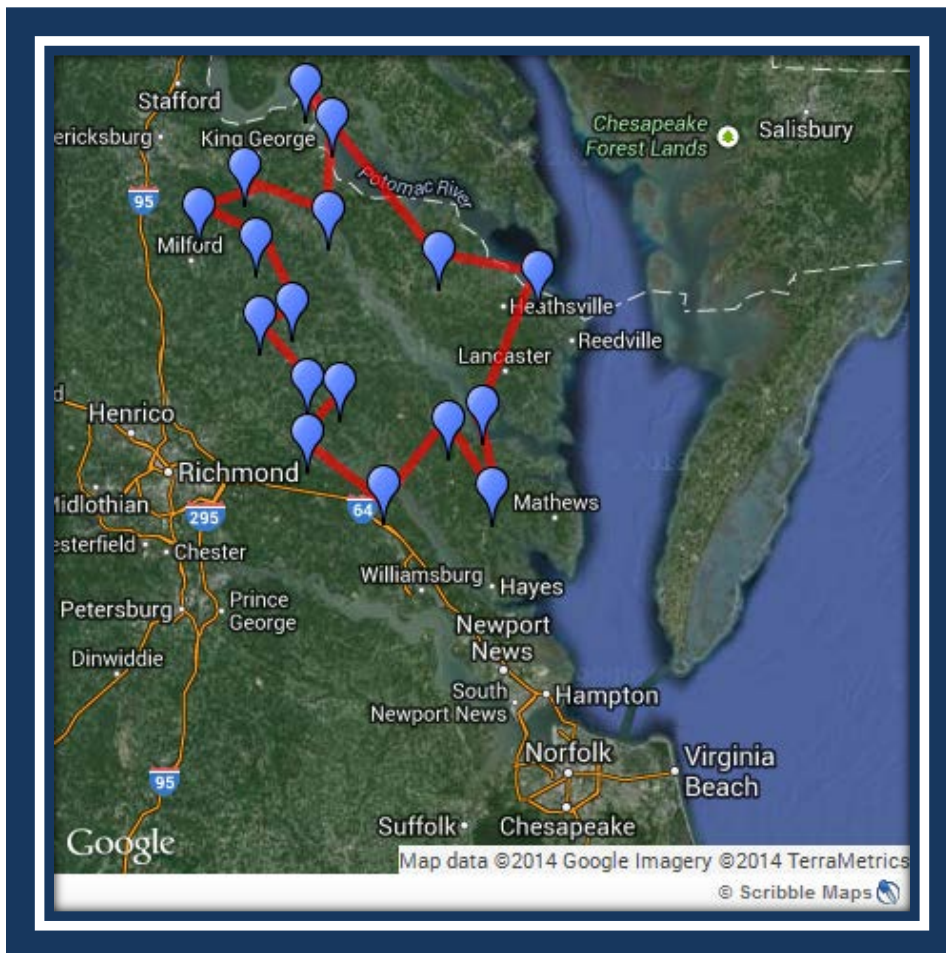 Stafford
ericksburg
King George
Chesapeake
Forest Lands
Salisbury
95
Potomac River
Milford
Heathsville
Reedville
Lancaster
d
Henrico
Richmond
Midlothian
295
64
Mathews
esterfield
Chester
Williamsburg
Hayes
Petersburg
Prince
George
Newport
News
Dinwiddie
South
Newport News
Hampton
Norfolk
Virginia
Beach
95
Suffolk
Chesapeake
Google
Map data ©2014 Google Imagery ©2014 TerraMetrics
© Scribble Maps